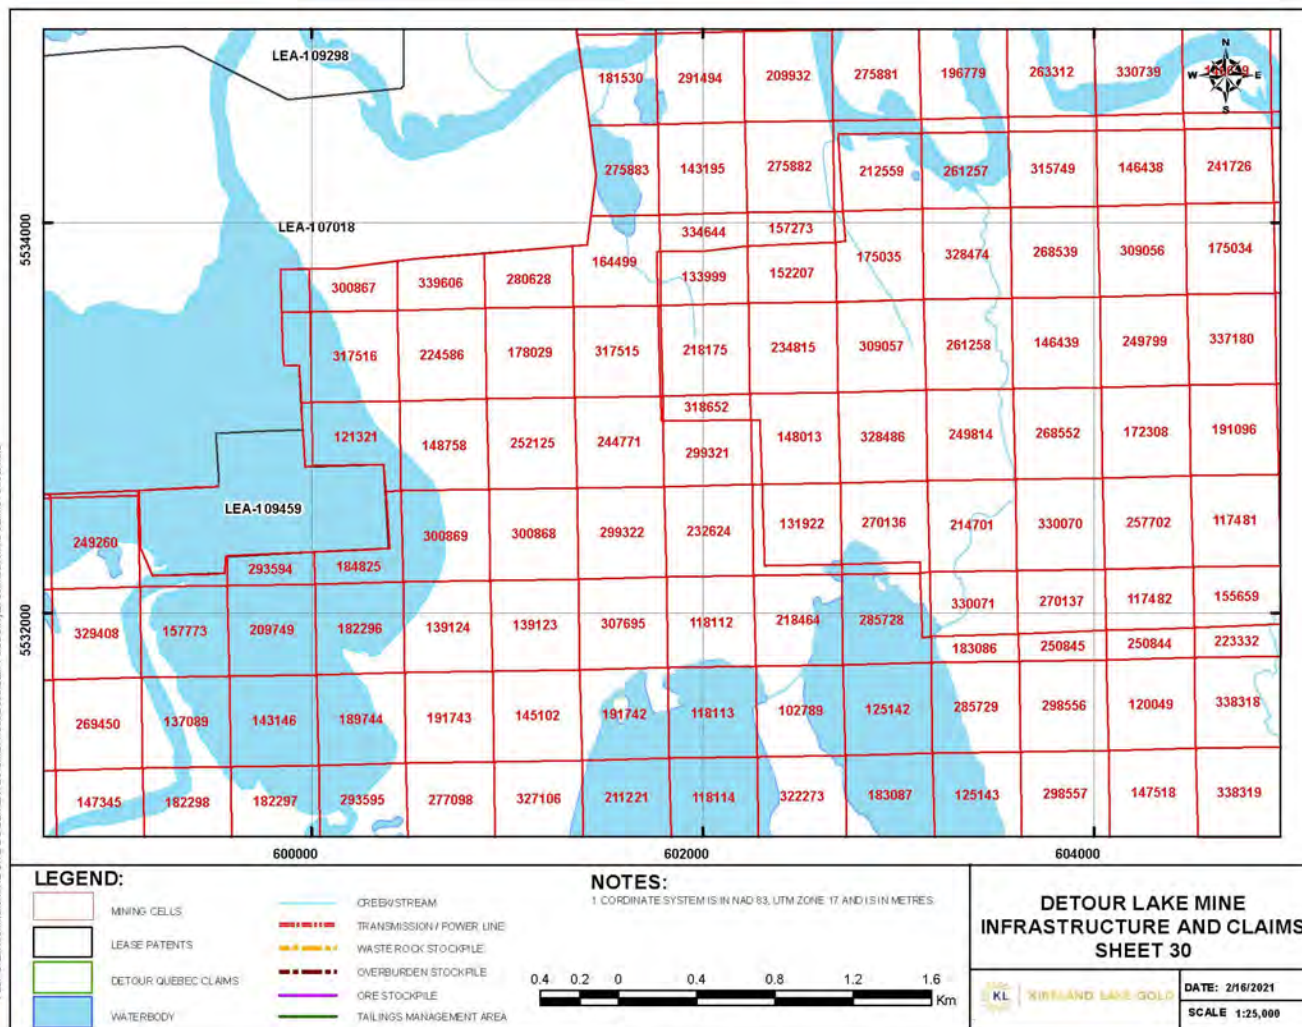 LEA-109298
181530 291494 209932 275881 196779 263312 330739
N
W E
S
275883 143195 275882 212559 261257 315749 146438 241726
5534000
LEA-107018
334644 157273
164499 175035 328474 268539 309056 175034
300867 339606 280628 133999 152207
317516 224586 178029 317515 218175 234815 309057 261258 146439 249799 337180
318652
121321 148758 252125 244771 299321 148013 328486 249814 268552 172308 191096
LEA-109459
249260 300869 300868 299322 232624 131922 270136 214701 330070 257702 117481
293594 184825
5532000
329408 157773 209749 182296 139124 139123 307695 118112 218464 285728 330071 270137 117482 155659
183086 250845 250844 223332
269450 137089 143146 189744 191743 145102 191742 118113 102789 125142 285729 298556 120049 338318
147345 182298 182297 293595 277098 327106 211221 118114 322273 183087 125143 298557 147518 338319
600000 602000 604000
LEGEND:
MINING CELLS
LEASE PATENTS
DETOUR QUEBEC CLAIMS
WATERBODY
CREEK/STREAM
TRANSMISSION / POWER LINE
WASTE ROCK STOCKPILE
OVERBURDEN STOCKPILE
ORE STOCKPILE
TAILINGS MANAGEMENT AREA
NOTES:
1. CORDINATE SYSTEM IS IN NAD 83, UTM ZONE 17 AND IS IN METRES
0.4 0.2 0 0.4 0.8 1.2 1.6
Km
DETOUR LAKE MINE
INFRASTRUCTURE AND CLAIMS
SHEET 30
KL KIRKLAND LAKE GOLD
DATE: 2/16/2021
SCALE 1:25,000